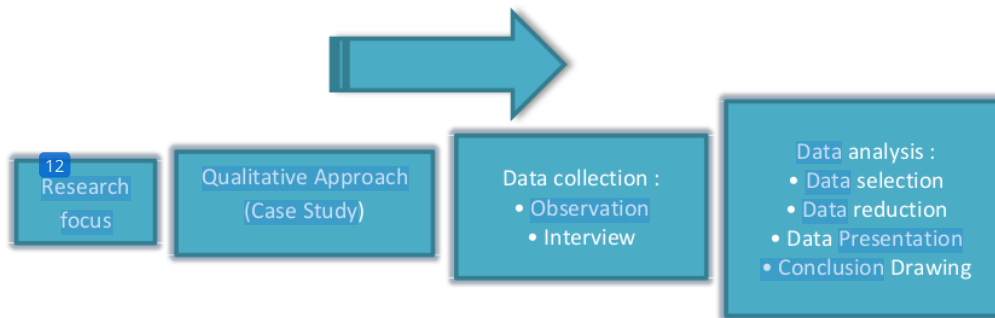 12
Research
focus
Qualitative Approach
(Case Study)
Data collection :
• Observation
• Interview
Data analysis :
• Data selection
• Data reduction
• Data Presentation
• Conclusion Drawing